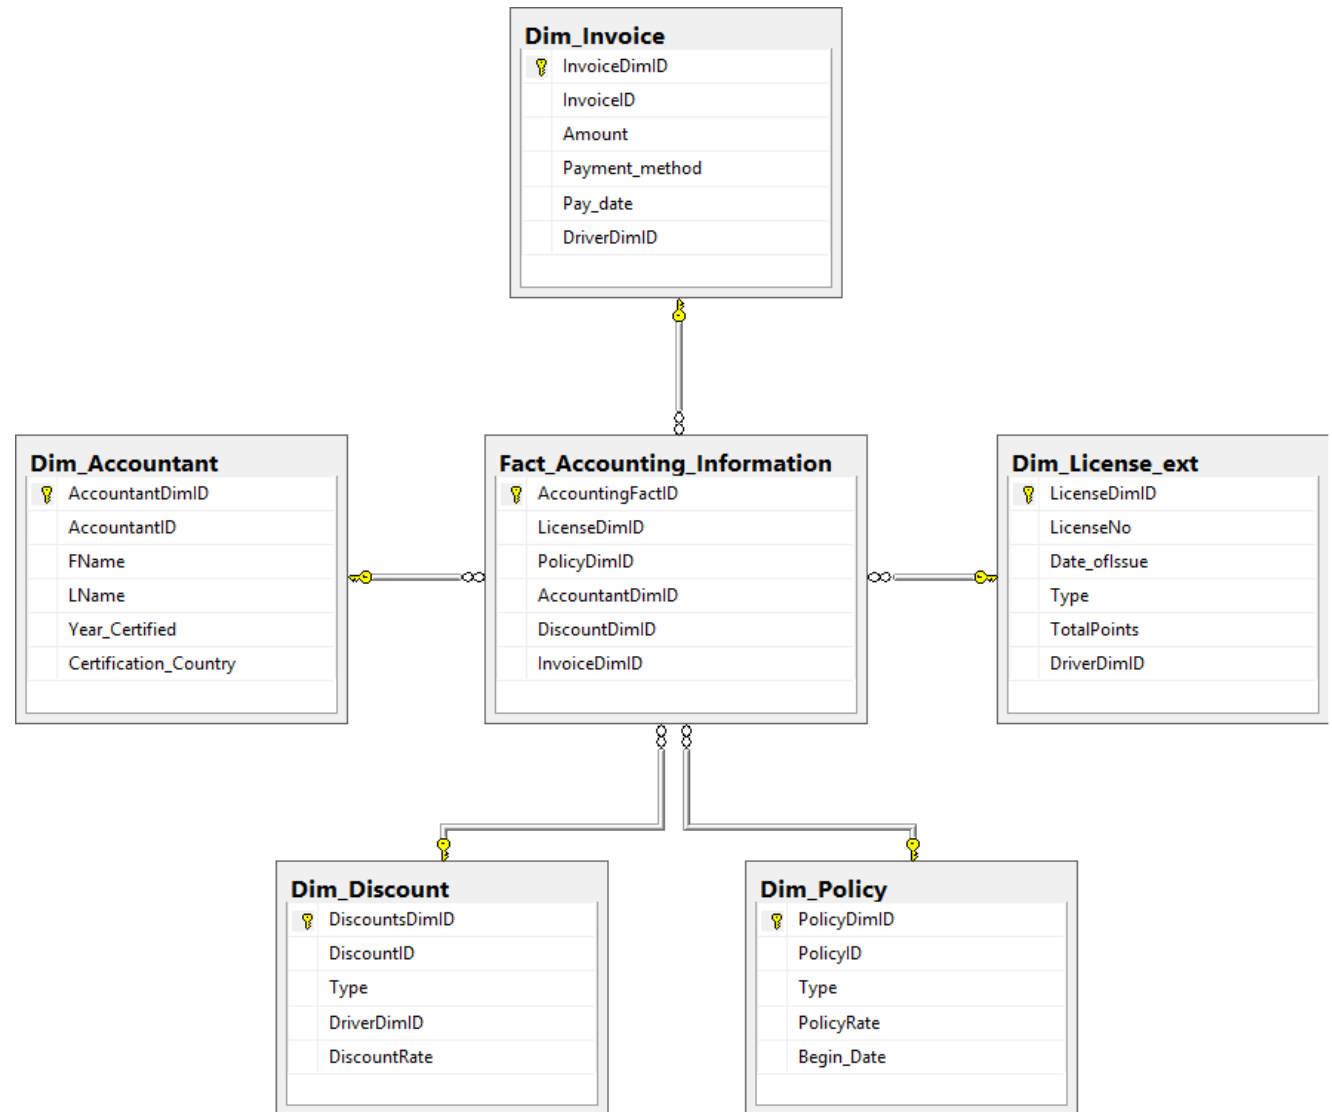 Dim_Invoice
InvoiceDimID
InvoiceID
Amount
Payment_method
Pay_date
DriverDimID
Dim_Accountant
AccountantDimID
AccountantID
FName
LName
Year_Certified
Certification_Country
Fact_Accounting_Information
AccountingFactID
LicenseDimID
PolicyDimID
AccountantDimID
DiscountDimID
InvoiceDimID
Dim_License_ext
LicenseDimID
LicenseNo
Date_ofIssue
Type
TotalPoints
DriverDimID
Dim_Discount
DiscountsDimID
DiscountID
Type
DriverDimID
DiscountRate
Dim_Policy
PolicyDimID
PolicyID
Type
PolicyRate
Begin_Date